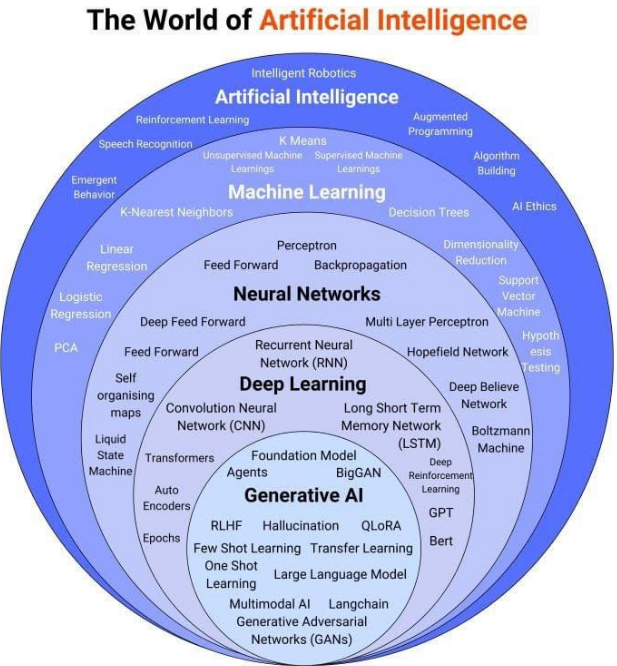 The World of Artificial Intelligence
Intelligent Robotics
Artificial Intelligence
Reinforcement Learning
Augmented
Programming
Speech Recognition
Algorithm
Building
Emergent
Behavior
AI Ethics
K Means
Unsupervised Machine
Learnings
Supervised Machine
Learnings
Machine Learning
K-Nearest Neighbors
Decision Trees
Linear
Regression
Dimensionality
Reduction
Logistic
Regression
Support
Vector
Machine
PCA
Hypoth
esis
Testing
Perceptron
Feed Forward
Backpropagation
Neural Networks
Deep Feed Forward
Multi Layer Perceptron
Feed Forward
Hopefield Network
Self
organising
maps
Deep Believe
Network
Liquid
State
Machine
Boltzmann
Machine
Recurrent Neural
Network (RNN)
Deep Learning
Convolution Neural
Network (CNN)
Long Short Term
Memory Network
(LSTM)
Transformers
Deep
Reinforcement
Learning
Auto
Encoders
GPT
Epochs
Bert
Foundation Model
Agents
BigGAN
Generative AI
RLHF
Hallucination
QLoRA
Few Shot Learning
Transfer Learning
One Shot
Learning
Large Language Model
Multimodal AI
Langchain
Generative Adversarial
Networks (GANs)